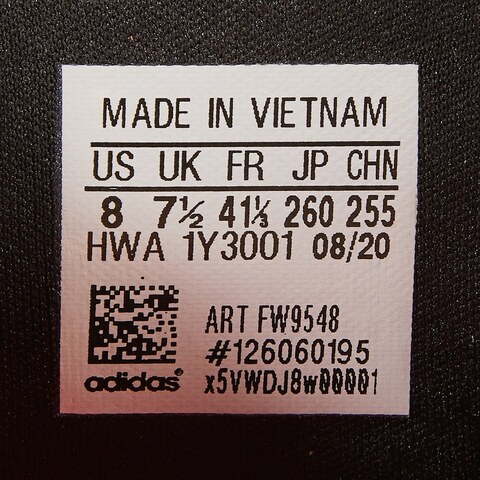 MADE IN VIETNAM
US UK FR JP CHN
8 7½ 41⅓ 260 255
HWA 1Y3001 08/20
ART FW9548
#126060195
adidas® x5VWDJ8w00001